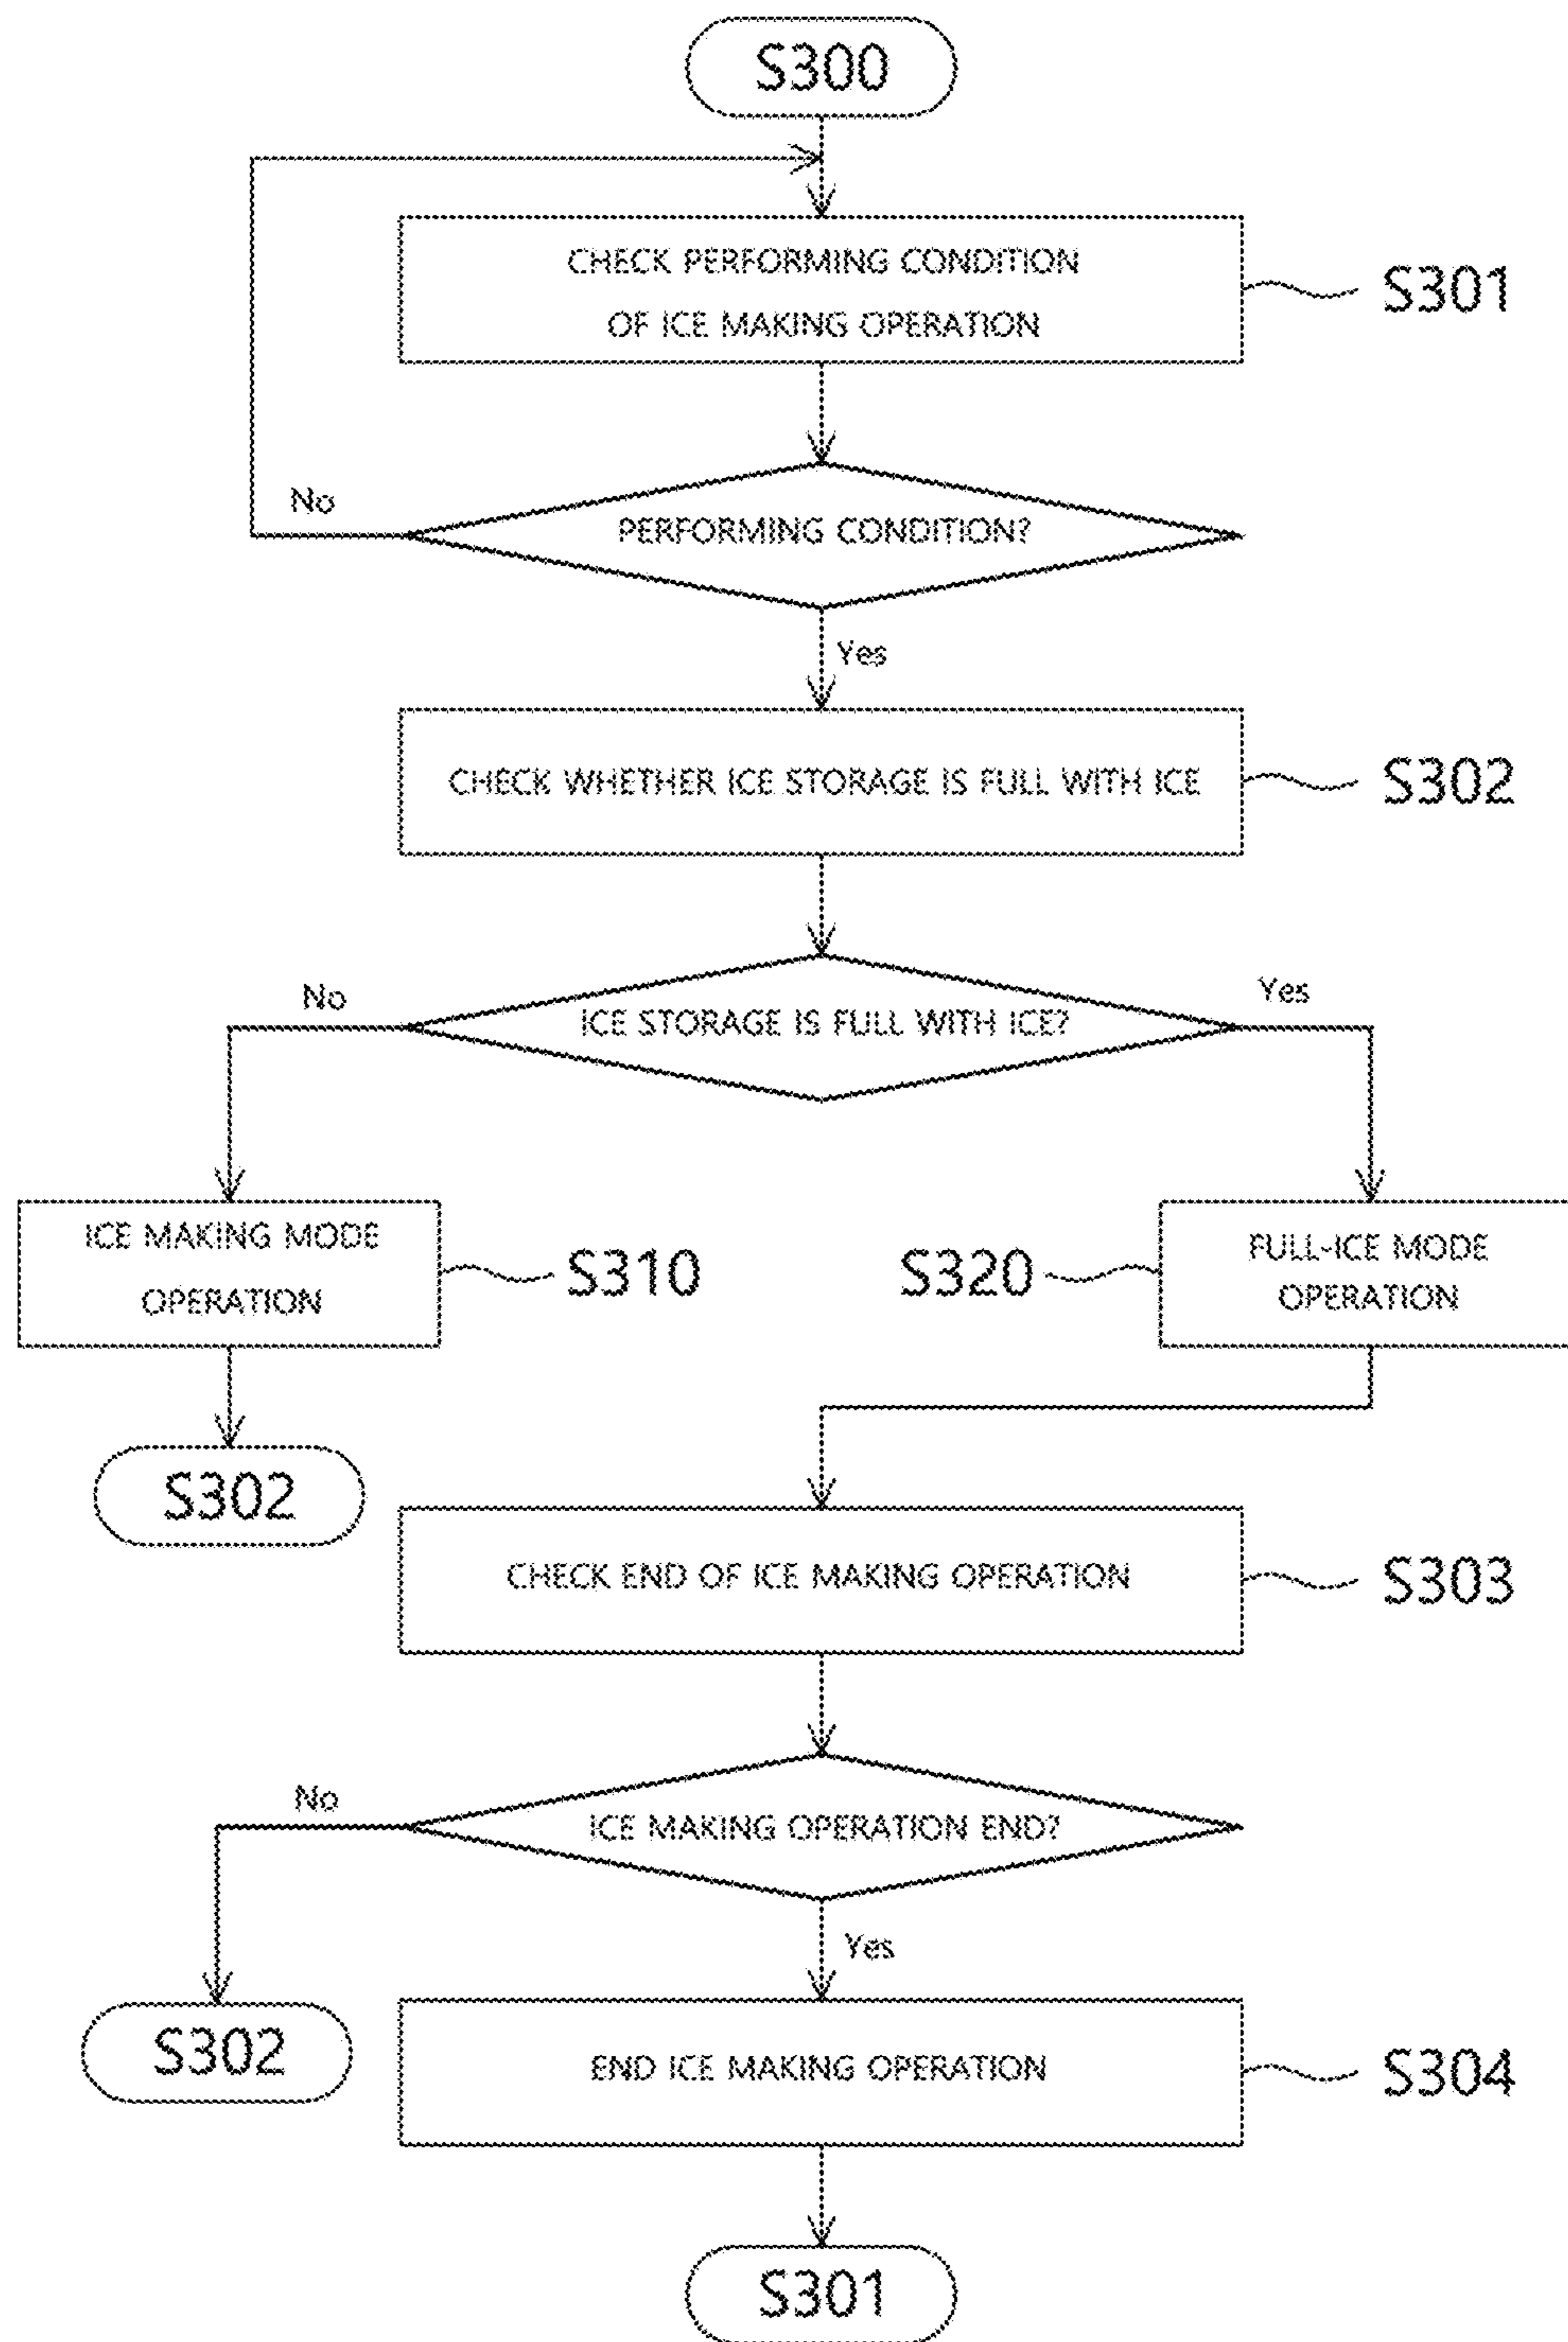 S300
CHECK PERFORMING CONDITION
OF ICE MAKING OPERATION
S301
No
PERFORMING CONDITION?
Yes
CHECK WHETHER ICE STORAGE IS FULL WITH ICE
S302
No
ICE STORAGE IS FULL WITH ICE?
Yes
ICE MAKING MODE
OPERATION
S310
S320
FULL-ICE MODE
OPERATION
S302
CHECK END OF ICE MAKING OPERATION
S303
No
ICE MAKING OPERATION END?
Yes
S302
END ICE MAKING OPERATION
S304
S301